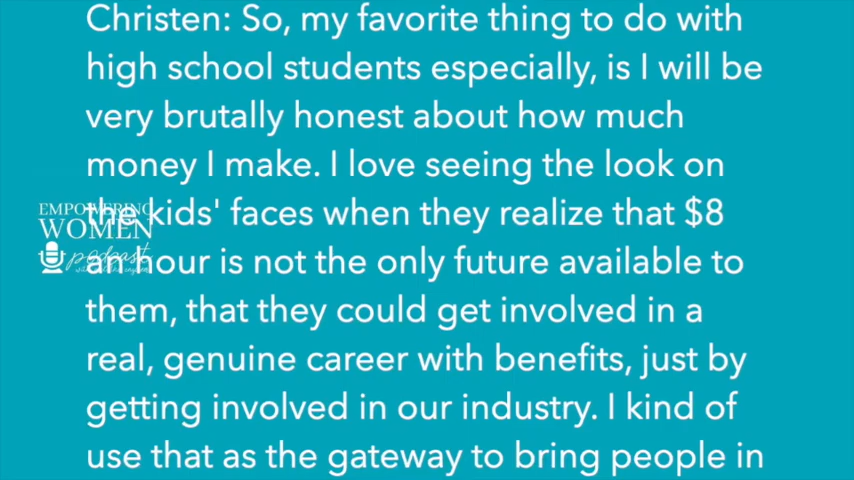 Christen: So, my favorite thing to do with
high school students especially, is I will be
very brutally honest about how much
money I make. I love seeing the look on
the kids' faces when they realize that $8
an hour is not the only future available to
them, that they could get involved in a
real, genuine career with benefits, just by
getting involved in our industry. I kind of
use that as the gateway to bring people in
EMPOWERING
WOMEN
podcast